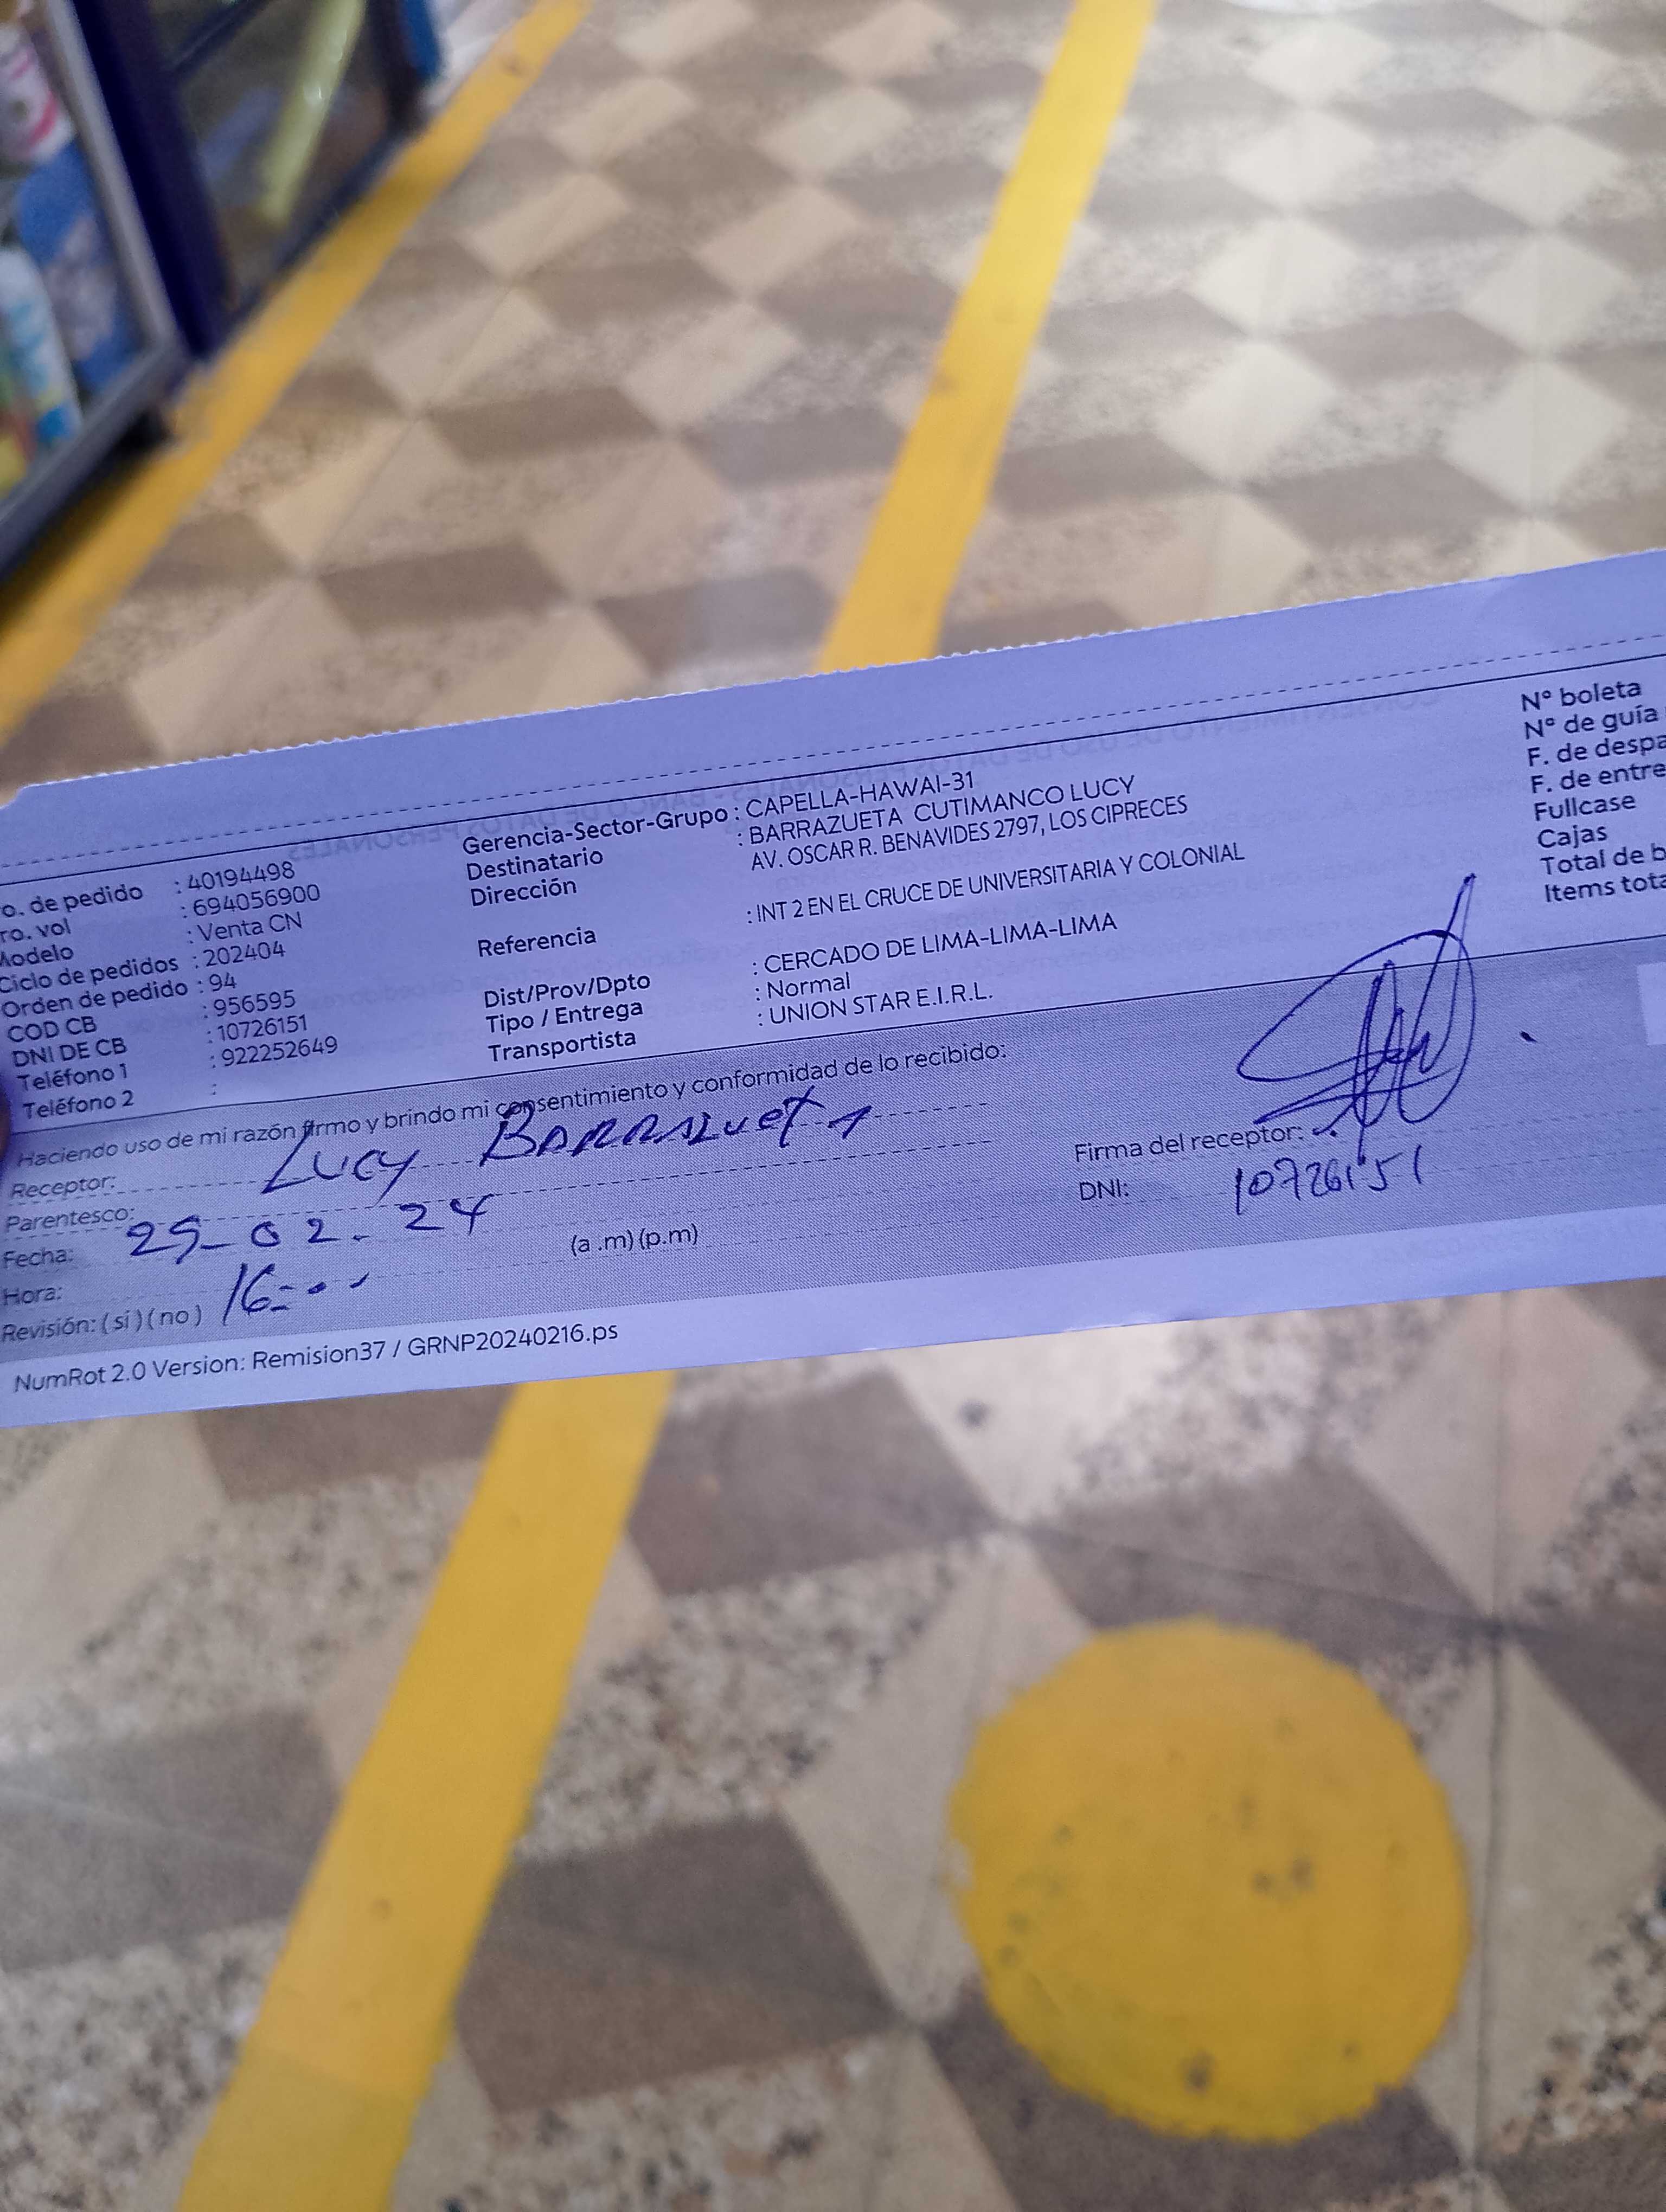 o. de pedido : 40194498
ro. vol : 694056900
Modelo : Venta CN
Ciclo de pedidos : 202404
Orden de pedido : 94
COD CB : 956595
DNI DE CB : 10726151
Teléfono 1 : 922252649
Teléfono 2 :
Gerencia-Sector-Grupo : CAPELLA-HAWAI-31
Destinatario : BARRAZUETA CUTIMANCO LUCY
Dirección AV. OSCAR R. BENAVIDES 2797, LOS CIPRECES
Referencia : INT 2 EN EL CRUCE DE UNIVERSITARIA Y COLONIAL
Dist/Prov/Dpto : CERCADO DE LIMA-LIMA-LIMA
Tipo / Entrega : Normal
Transportista : UNION STAR E.I.R.L.
N° boleta
N° de guía
F. de despa
F. de entre
Fullcase
Cajas
Total de b
Items tota
Haciendo uso de mi razón firmo y brindo mi consentimiento y conformidad de lo recibido:
Receptor: Lucy BARRAZUETA
Parentesco:
Fecha: 25-02-24
Hora: 16:00 (a .m) (p.m)
Revisión: ( sí ) ( no )
Firma del receptor:
DNI: 10726151
NumRot 2.0 Version: Remision37 / GRNP20240216.ps